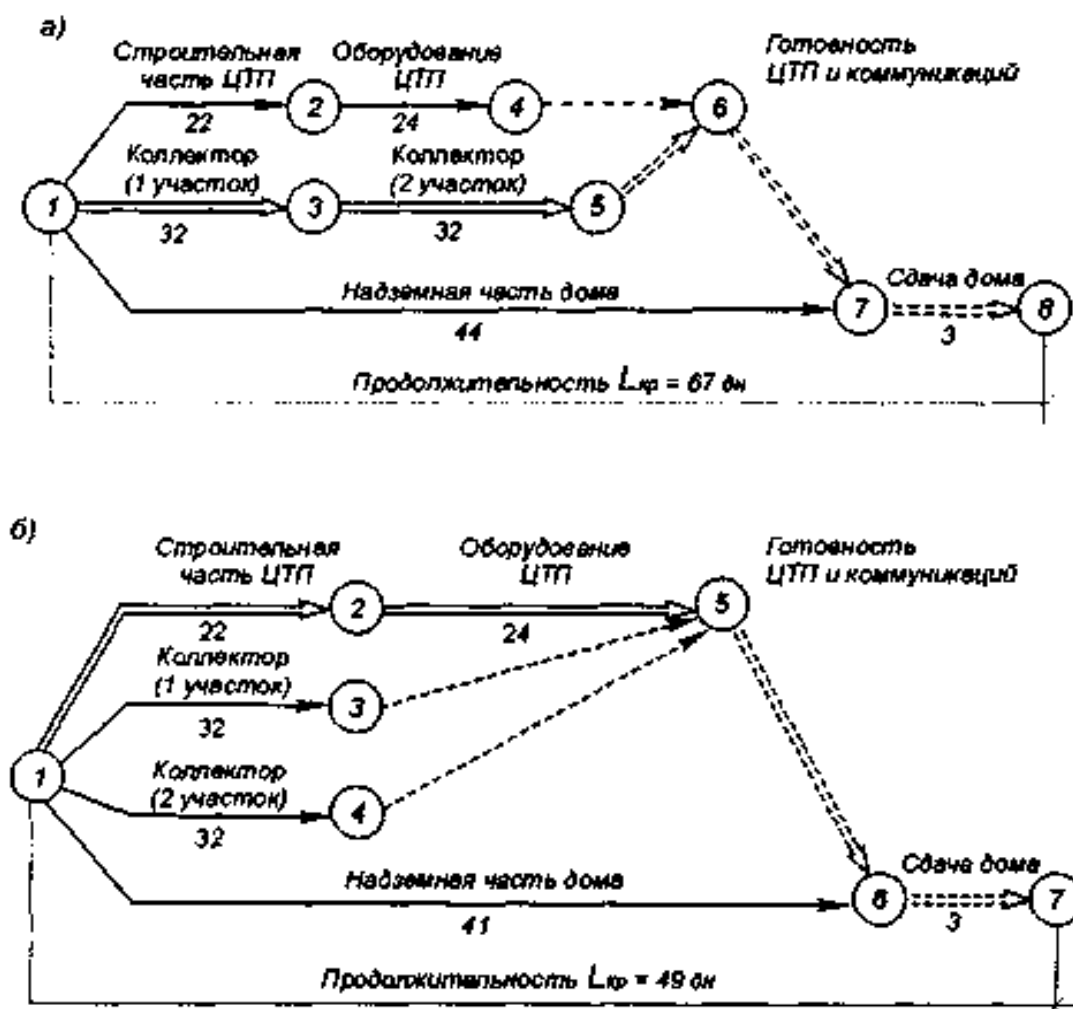 а)
Строительная
часть ЦТП
Оборудование
ЦТП
Готовность
ЦТП и коммуникаций
2
4
6
22
24
Коллектор
(1 участок)
Коллектор
(2 участок)
1
3
5
32
32
Надземная часть дома
Сдача дома
7
8
44
3
Продолжительность Lкр = 67 дн
б)
Строительная
часть ЦТП
Оборудование
ЦТП
Готовность
ЦТП и коммуникаций
2
5
22
24
Коллектор
(1 участок)
3
32
1
Коллектор
(2 участок)
4
32
Надземная часть дома
Сдача дома
6
7
41
3
Продолжительность Lкр = 49 дн